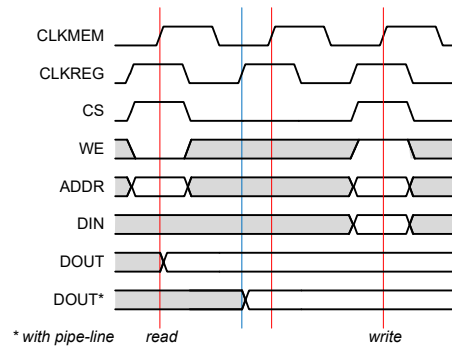 CLKMEM
CLKREG
CS
WE
ADDR
DIN
DOUT
DOUT*
* with pipe-line read write